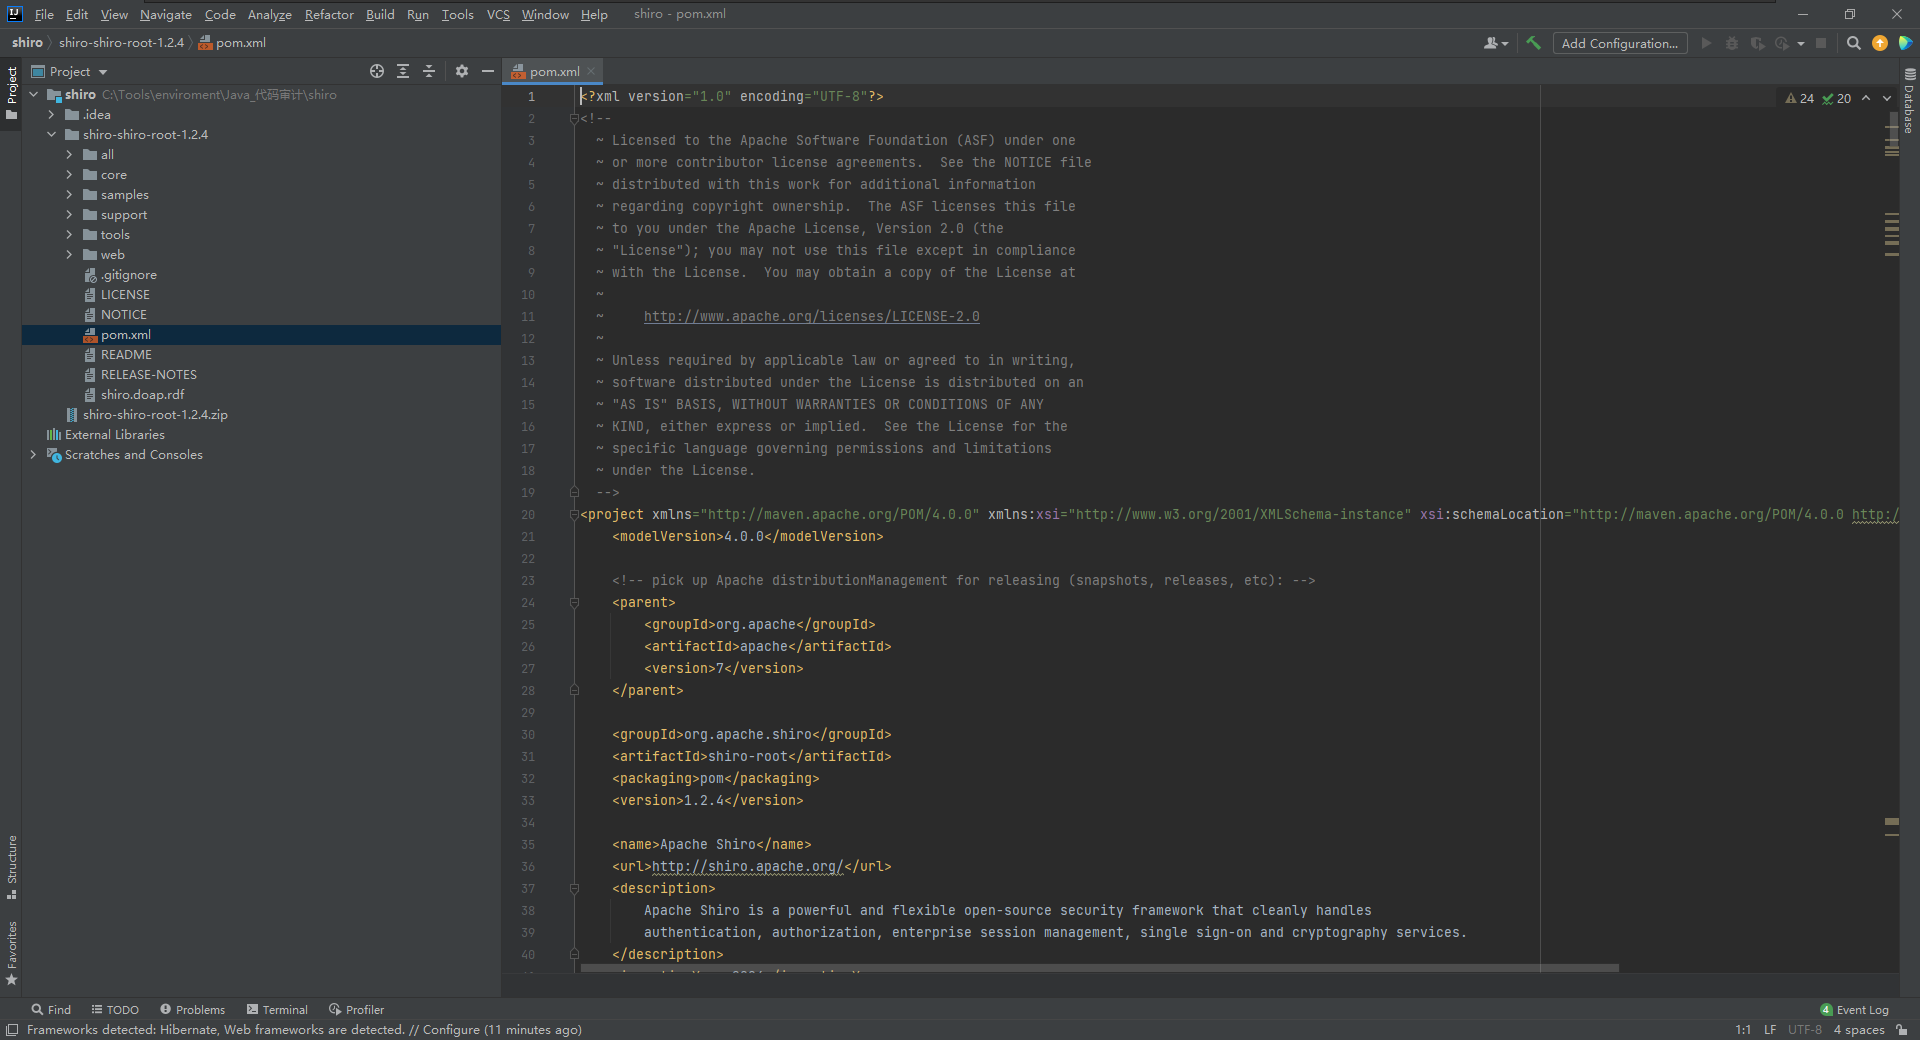 File Edit View Navigate Code Analyze Refactor Build Run Tools VCS Window Help shiro - pom.xml
shiro shiro-shiro-root-1.2.4 pom.xml Add Configuration...
Project
Project
shiro C:\Tools\enviroment\Java_代码审计\shiro
.idea
shiro-shiro-root-1.2.4
all
core
samples
support
tools
web
.gitignore
LICENSE
NOTICE
pom.xml
README
RELEASE-NOTES
shiro.doap.rdf
shiro-shiro-root-1.2.4.zip
External Libraries
Scratches and Consoles
Structure
Favorites
pom.xml
24 20
Database
1 <?xml version="1.0" encoding="UTF-8"?>
2 <!--
3 ~ Licensed to the Apache Software Foundation (ASF) under one
4 ~ or more contributor license agreements.  See the NOTICE file
5 ~ distributed with this work for additional information
6 ~ regarding copyright ownership.  The ASF licenses this file
7 ~ to you under the Apache License, Version 2.0 (the
8 ~ "License"); you may not use this file except in compliance
9 ~ with the License.  You may obtain a copy of the License at
10 ~
11 ~     http://www.apache.org/licenses/LICENSE-2.0
12 ~
13 ~ Unless required by applicable law or agreed to in writing,
14 ~ software distributed under the License is distributed on an
15 ~ "AS IS" BASIS, WITHOUT WARRANTIES OR CONDITIONS OF ANY
16 ~ KIND, either express or implied.  See the License for the
17 ~ specific language governing permissions and limitations
18 ~ under the License.
19 -->
20 <project xmlns="http://maven.apache.org/POM/4.0.0" xmlns:xsi="http://www.w3.org/2001/XMLSchema-instance" xsi:schemaLocation="http://maven.apache.org/POM/4.0.0 http:/
21 <modelVersion>4.0.0</modelVersion>
22
23 <!-- pick up Apache distributionManagement for releasing (snapshots, releases, etc): -->
24 <parent>
25 <groupId>org.apache</groupId>
26 <artifactId>apache</artifactId>
27 <version>7</version>
28 </parent>
29
30 <groupId>org.apache.shiro</groupId>
31 <artifactId>shiro-root</artifactId>
32 <packaging>pom</packaging>
33 <version>1.2.4</version>
34
35 <name>Apache Shiro</name>
36 <url>http://shiro.apache.org/</url>
37 <description>
38 Apache Shiro is a powerful and flexible open-source security framework that cleanly handles
39 authentication, authorization, enterprise session management, single sign-on and cryptography services.
40 </description>
Find TODO Problems Terminal Profiler 4 Event Log
Frameworks detected: Hibernate, Web frameworks are detected. // Configure (11 minutes ago) 1:1 LF UTF-8 4 spaces